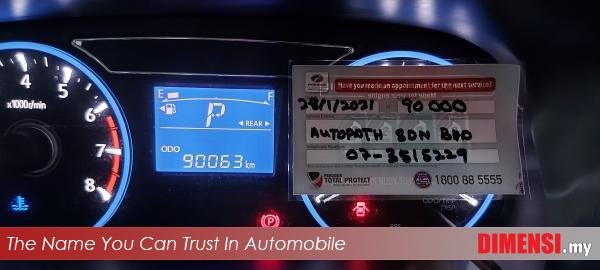 4
5
6
7
8
x1000r/min
E F
P
◄ REAR ►
ODO
90063 km
Have you made an appointment for the next service?
28/1/2021 - 90 000
AUTOPOTH SDN BHD
07-3515229
PERODUA
TOTAL PROTECT
1800 88 5555
The Name You Can Trust In Automobile
DIMENSI.my